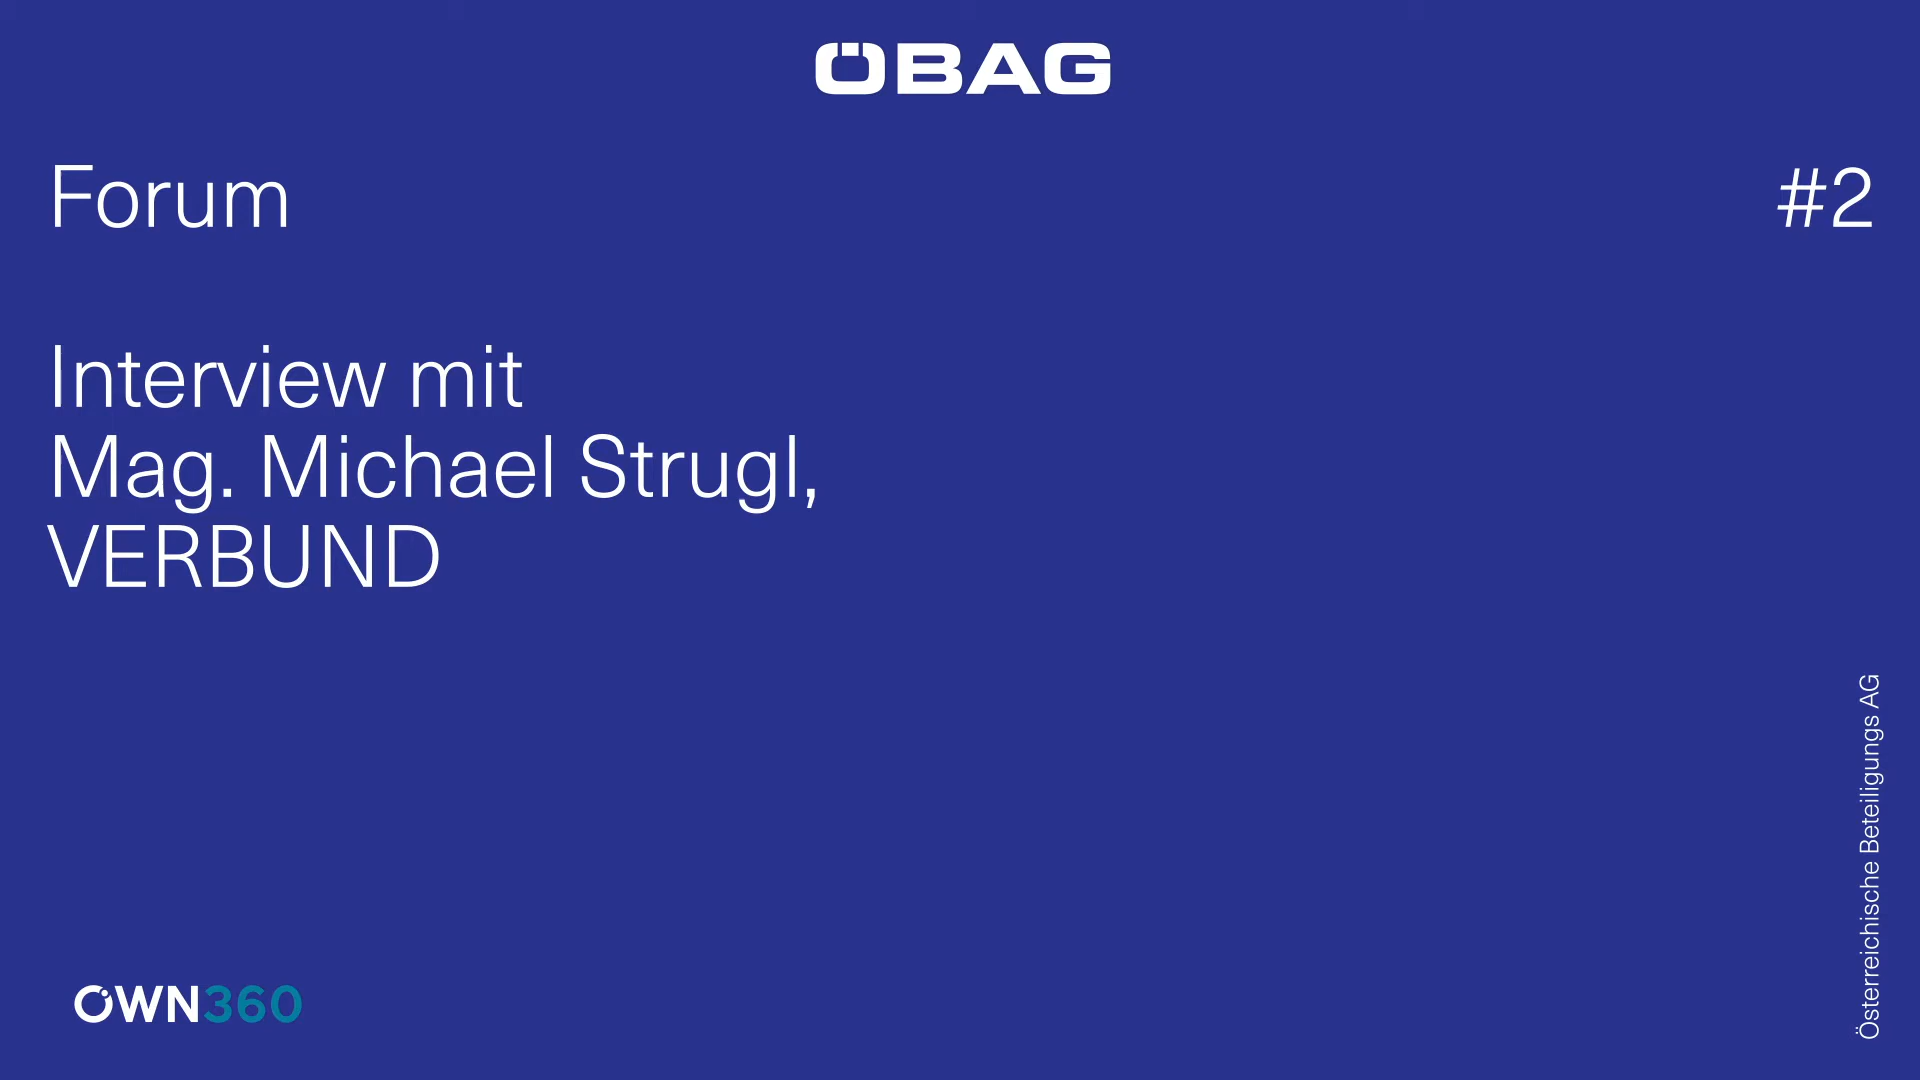 ÖBAG
Forum
#2
Interview mit
Mag. Michael Strugl,
VERBUND
Österreichische Beteiligungs AG
OWN360